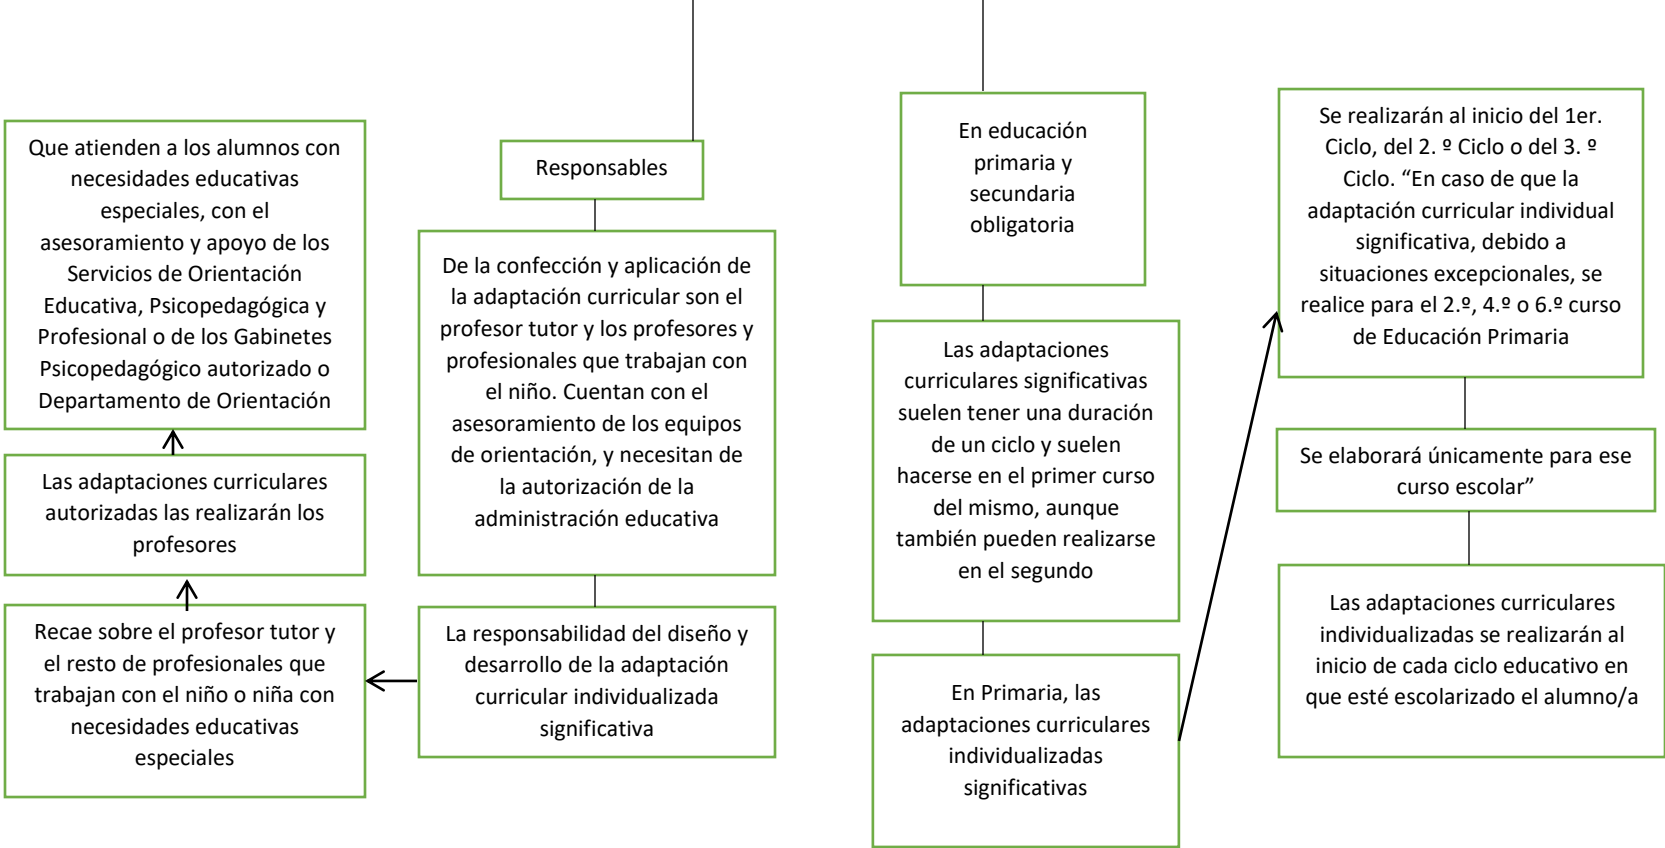 Responsables
De la confección y aplicación de
la adaptación curricular son el
profesor tutor y los profesores y
profesionales que trabajan con
el niño. Cuentan con el
asesoramiento de los equipos
de orientación, y necesitan de
la autorización de la
administración educativa
La responsabilidad del diseño y
desarrollo de la adaptación
curricular individualizada
significativa
Recae sobre el profesor tutor y
el resto de profesionales que
trabajan con el niño o niña con
necesidades educativas
especiales
Las adaptaciones curriculares
autorizadas las realizarán los
profesores
Que atienden a los alumnos con
necesidades educativas
especiales, con el
asesoramiento y apoyo de los
Servicios de Orientación
Educativa, Psicopedagógica y
Profesional o de los Gabinetes
Psicopedagógico autorizado o
Departamento de Orientación
En educación
primaria y
secundaria
obligatoria
Las adaptaciones
curriculares significativas
suelen tener una duración
de un ciclo y suelen
hacerse en el primer curso
del mismo, aunque
también pueden realizarse
en el segundo
En Primaria, las
adaptaciones curriculares
individualizadas
significativas
Se realizarán al inicio del 1er.
Ciclo, del 2. º Ciclo o del 3. º
Ciclo. “En caso de que la
adaptación curricular individual
significativa, debido a
situaciones excepcionales, se
realice para el 2.º, 4.º o 6.º curso
de Educación Primaria
Se elaborará únicamente para ese
curso escolar”
Las adaptaciones curriculares
individualizadas se realizarán al
inicio de cada ciclo educativo en
que esté escolarizado el alumno/a